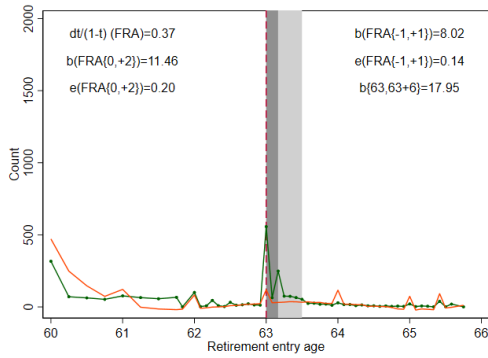 2000
dt/(1-t) (FRA)=0.37
b(FRA{-1,+1})=8.02
b(FRA{0,+2})=11.46
e(FRA{-1,+1})=0.14
e(FRA{0,+2})=0.20
b{63,63+6}=17.95
1500
Count
1000
500
0
60 61 62 63 64 65 66
Retirement entry age